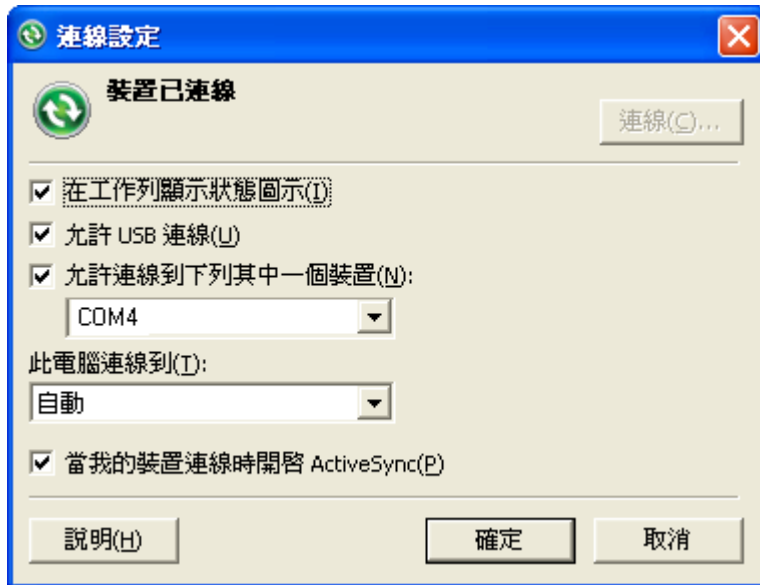 連線設定
裝置已連線
連線(C)...
在工作列顯示狀態圖示(I)
允許 USB 連線(U)
允許連線到下列其中一個裝置(N):
COM4
此電腦連線到(T):
自動
當我的裝置連線時開啓 ActiveSync(P)
說明(H)
確定
取消